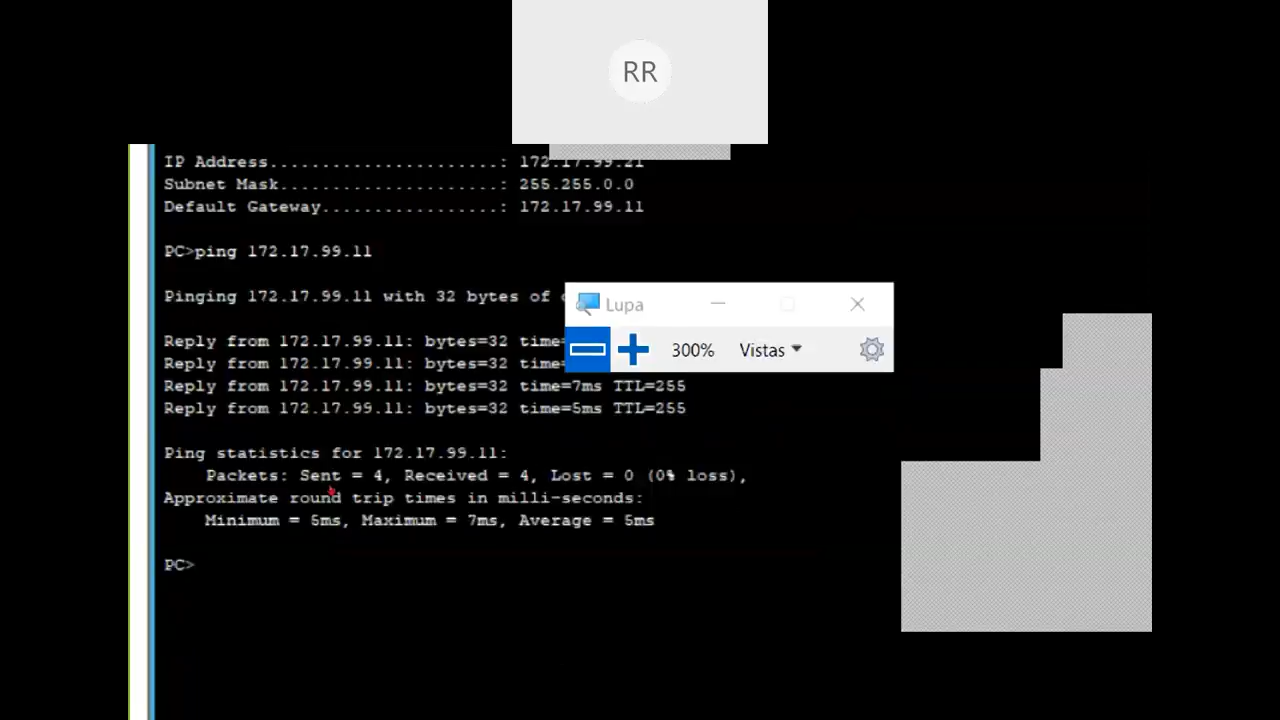 RR
IP Address......................: 172.17.99.21
Subnet Mask.....................: 255.255.0.0
Default Gateway.................: 172.17.99.11
PC>ping 172.17.99.11
Pinging 172.17.99.11 with 32 bytes of
Lupa
Reply from 172.17.99.11: bytes=32 time=
300% Vistas
Reply from 172.17.99.11: bytes=32 time=
Reply from 172.17.99.11: bytes=32 time=7ms TTL=255
Reply from 172.17.99.11: bytes=32 time=5ms TTL=255
Ping statistics for 172.17.99.11:
Packets: Sent = 4, Received = 4, Lost = 0 (0% loss),
Approximate round trip times in milli-seconds:
Minimum = 5ms, Maximum = 7ms, Average = 5ms
PC>